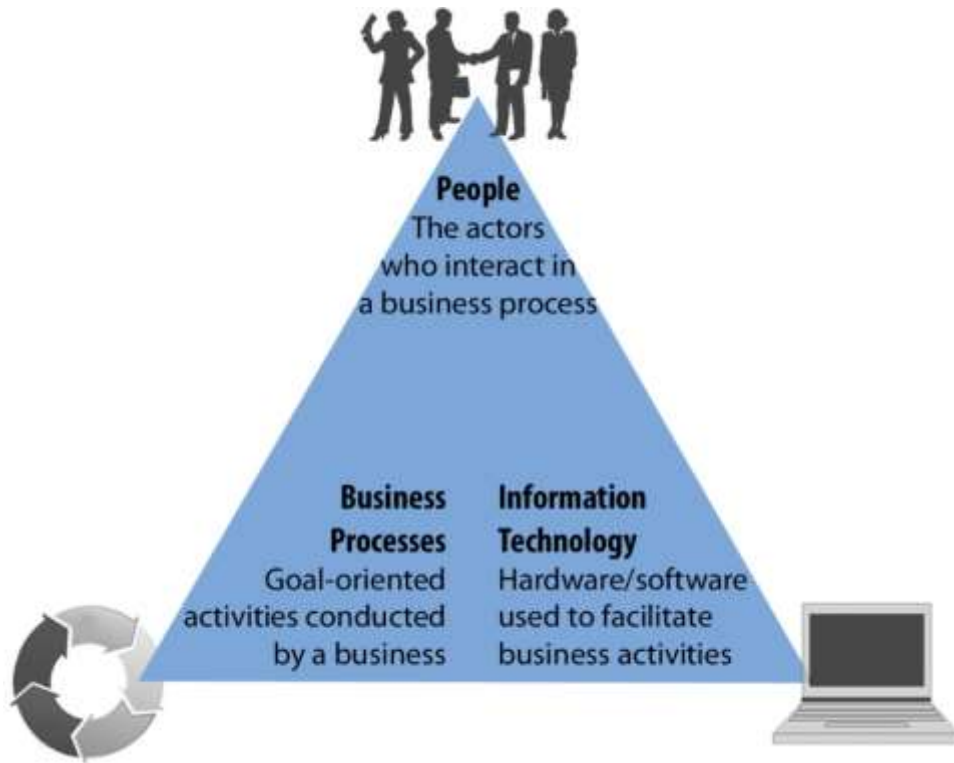 People
The actors
who interact in
a business process
Business
Processes
Goal-oriented
activities conducted
by a business
Information
Technology
Hardware/software
used to facilitate
business activities